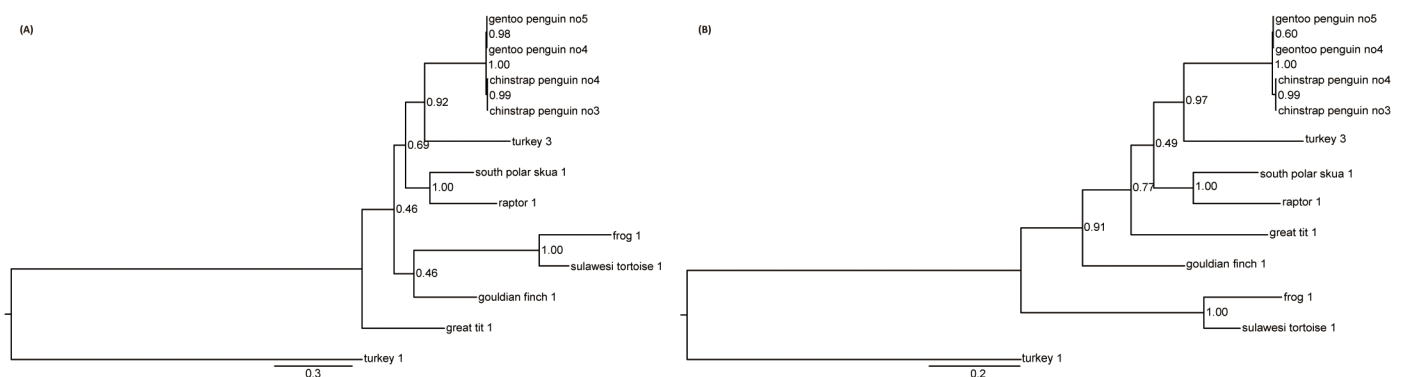 (A)
gentoo penguin no5
0.98
gentoo penguin no4
1.00
chinstrap penguin no4
0.99
chinstrap penguin no3
0.92
turkey 3
0.69
south polar skua 1
1.00
raptor 1
0.46
frog 1
1.00
sulawesi tortoise 1
0.46
gouldian finch 1
great tit 1
turkey 1
0.3
(B)
gentoo penguin no5
0.60
geontoo penguin no4
1.00
chinstrap penguin no4
0.99
chinstrap penguin no3
0.97
turkey 3
0.49
south polar skua 1
1.00
raptor 1
0.77
great tit 1
0.91
gouldian finch 1
frog 1
1.00
sulawesi tortoise 1
turkey 1
0.2